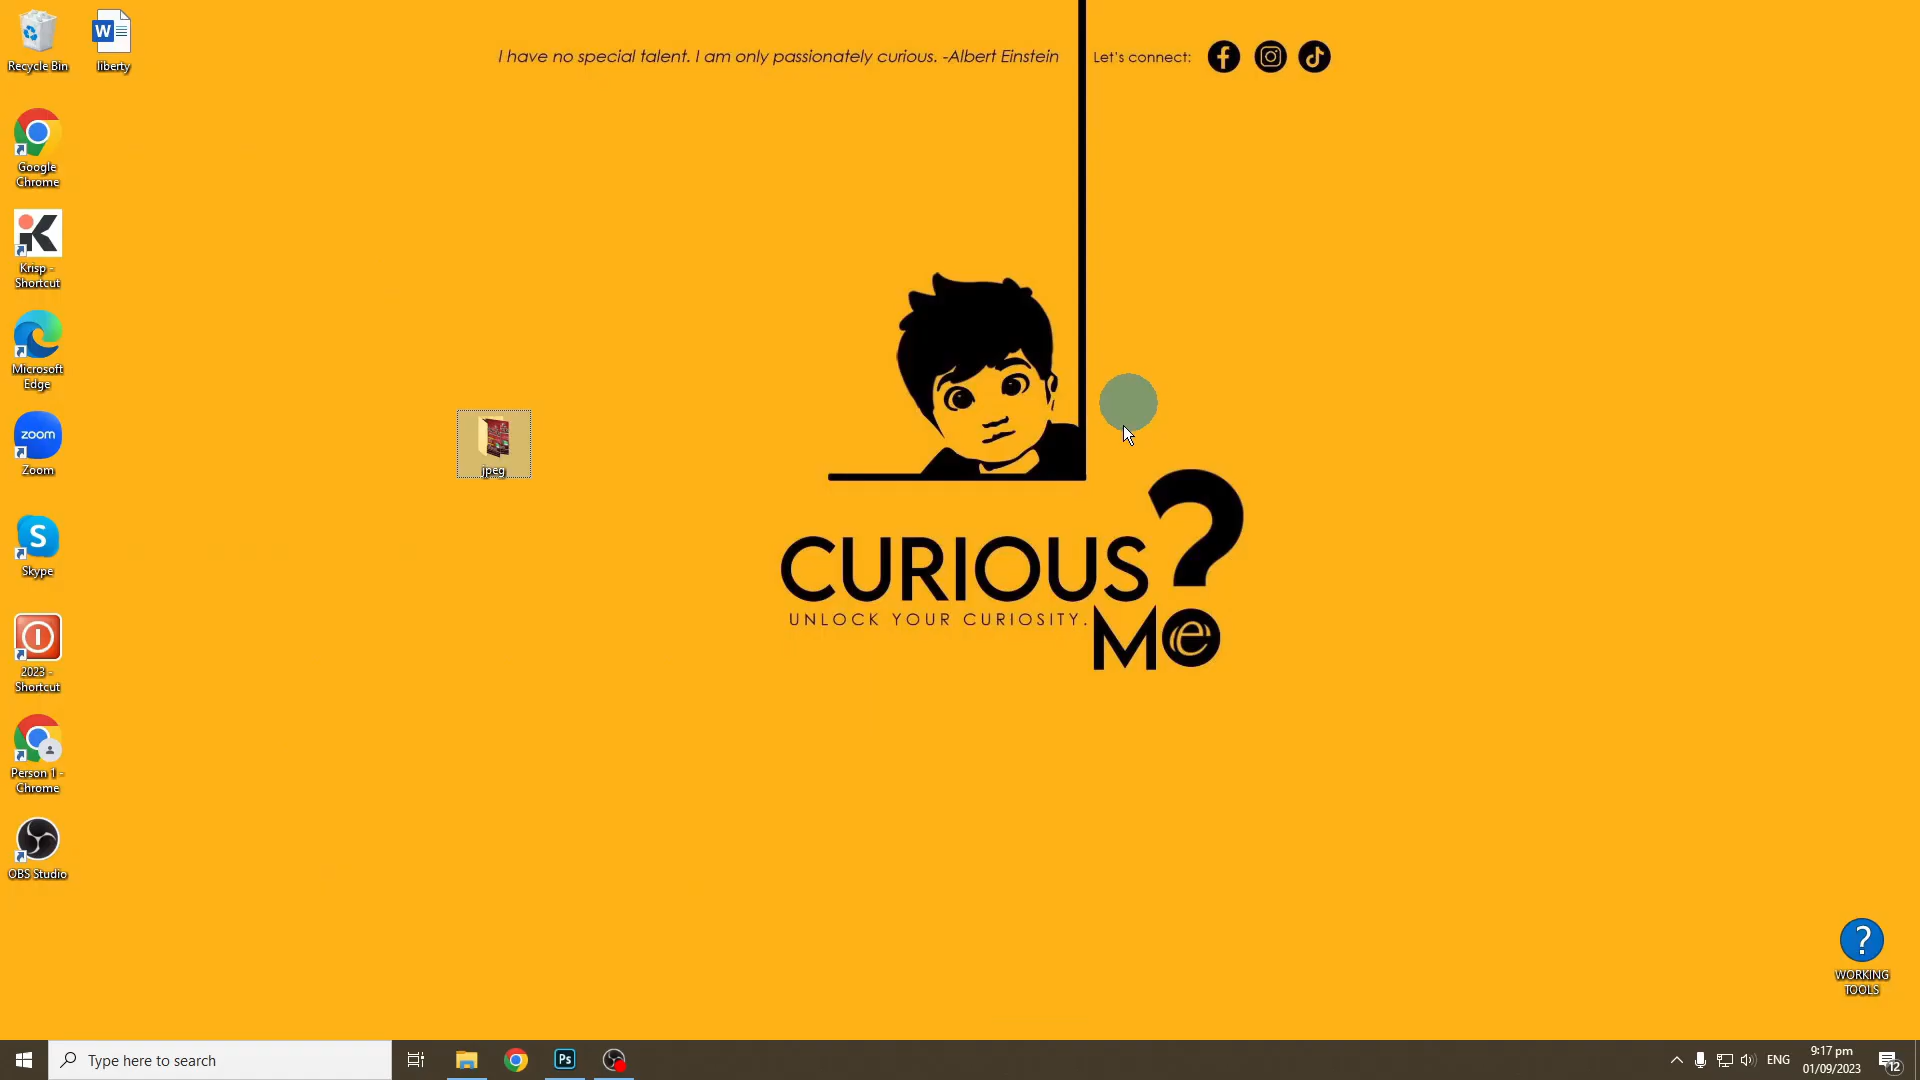 Recycle Bin
liberty
Google
Chrome
Krisp -
Shortcut
Microsoft
Edge
zoom
Zoom
Skype
2023 -
Shortcut
Person 1 -
Chrome
OBS Studio
I have no special talent. I am only passionately curious. -Albert Einstein
Let's connect:
jpeg
CURIOUS?
UNLOCK YOUR CURIOSITY.
Me
WORKING
TOOLS
Type here to search
Ps
ENG
9:17 pm
01/09/2023
12